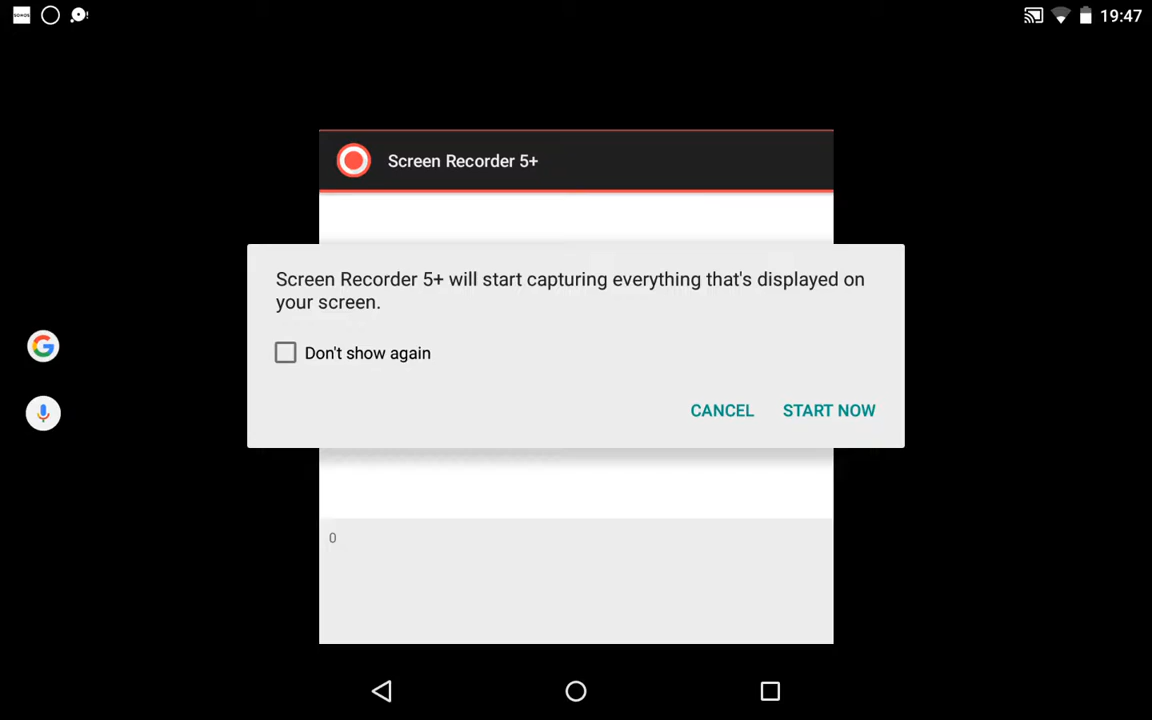 SONOS
19:47
Screen Recorder 5+
Screen Recorder 5+ will start capturing everything that's displayed on
your screen.
Don't show again
CANCEL START NOW
0